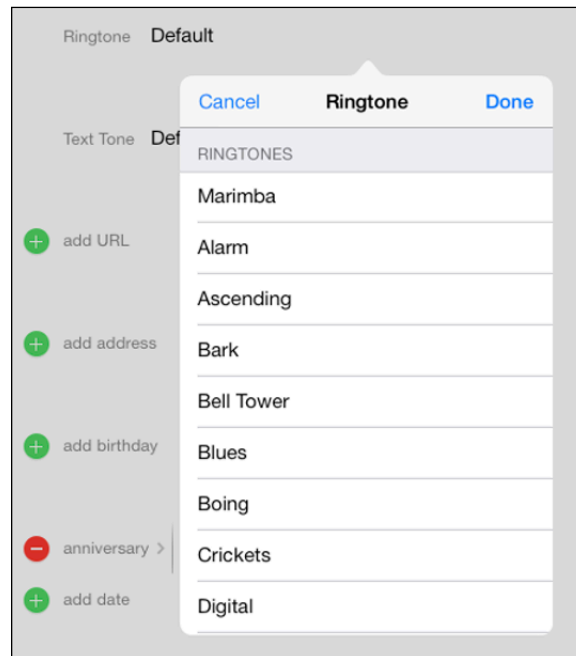 Ringtone Default
Cancel Ringtone Done
Text Tone Def
RINGTONES
Marimba
add URL
Alarm
Ascending
add address
Bark
Bell Tower
add birthday
Blues
Boing
anniversary >
Crickets
add date
Digital